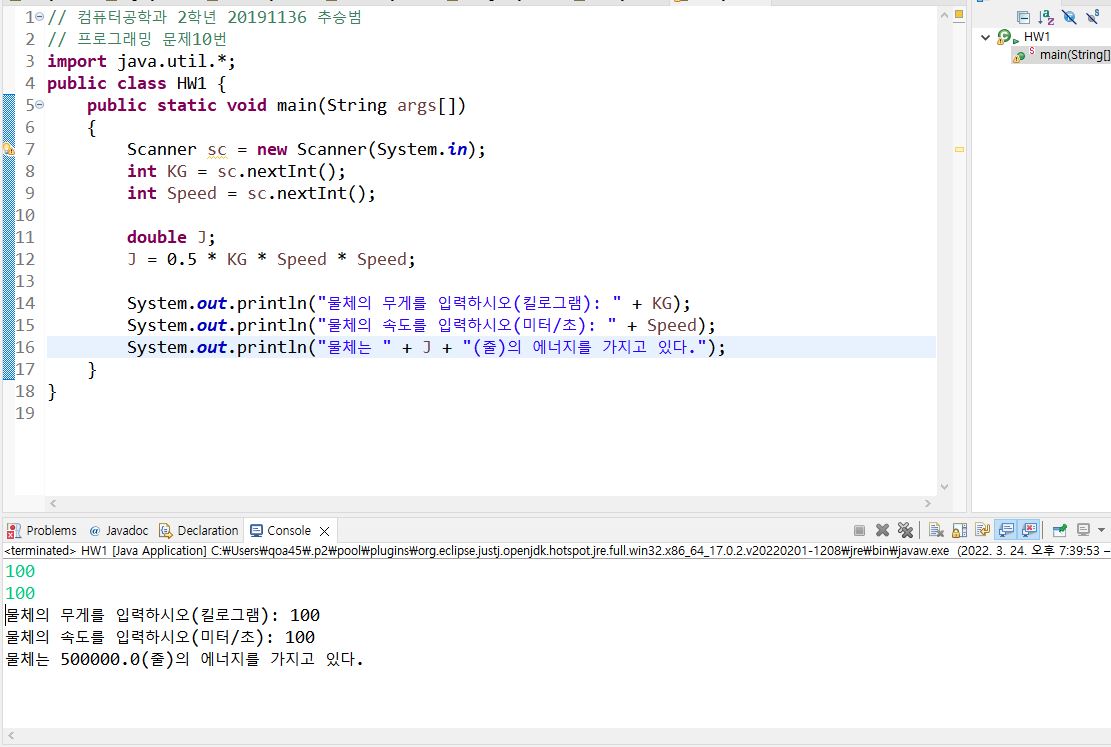 1 // 컴퓨터공학과 2학년 20191136 추승범
2 // 프로그래밍 문제10번
3 import java.util.*;
4 public class HW1 {
5 public static void main(String args[])
6 {
7 Scanner sc = new Scanner(System.in);
8 int KG = sc.nextInt();
9 int Speed = sc.nextInt();
10
11 double J;
12 J = 0.5 * KG * Speed * Speed;
13
14 System.out.println("물체의 무게를 입력하시오(킬로그램): " + KG);
15 System.out.println("물체의 속도를 입력하시오(미터/초): " + Speed);
16 System.out.println("물체는 " + J + "(줄)의 에너지를 가지고 있다.");
17 }
18 }
19
HW1
main(String[]
Problems @ Javadoc Declaration Console
<terminated> HW1 [Java Application] C:₩Users₩qoa45₩.p2₩pool₩plugins₩org.eclipse.justj.openjdk.hotspot.jre.full.win32.x86_64_17.0.2.v20220201-1208₩jre₩bin₩javaw.exe (2022. 3. 24. 오후 7:39:53 –
100
100
물체의 무게를 입력하시오(킬로그램): 100
물체의 속도를 입력하시오(미터/초): 100
물체는 500000.0(줄)의 에너지를 가지고 있다.